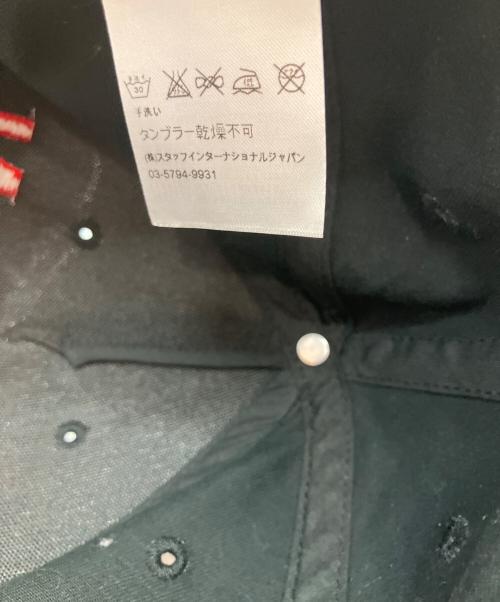 30
手洗い
タンブラー乾燥不可
(株)スタッフインターナショナルジャパン
03-5794-9931